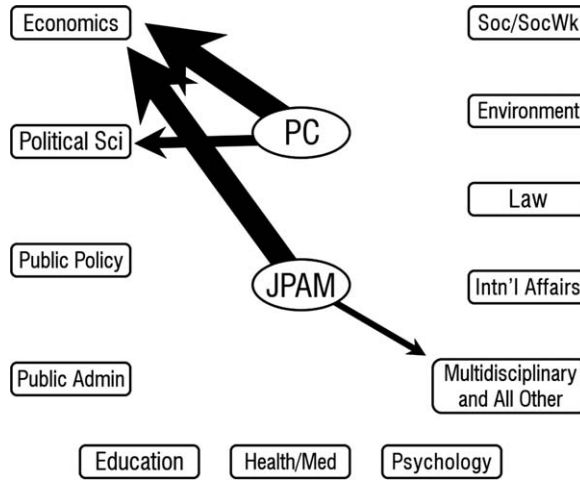 Economics
Soc/SocWk
Environment
PC
Political Sci
Law
Public Policy
JPAM
Intn'l Affairs
Public Admin
Multidisciplinary
and All Other
Education
Health/Med
Psychology